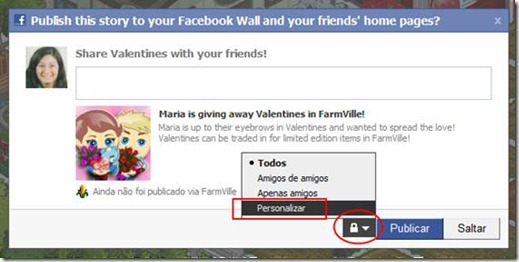 Publish this story to your Facebook Wall and your friends' home pages?
x
Share Valentines with your friends!
Maria is giving away Valentines in FarmVille!
Maria is up to their eyebrows in Valentines and wanted to spread the love!
Valentines can be traded in for limited edition items in FarmVille!
Ainda não foi publicado via FarmVille
Todos
Amigos de amigos
Apenas amigos
Personalizar
Publicar
Saltar